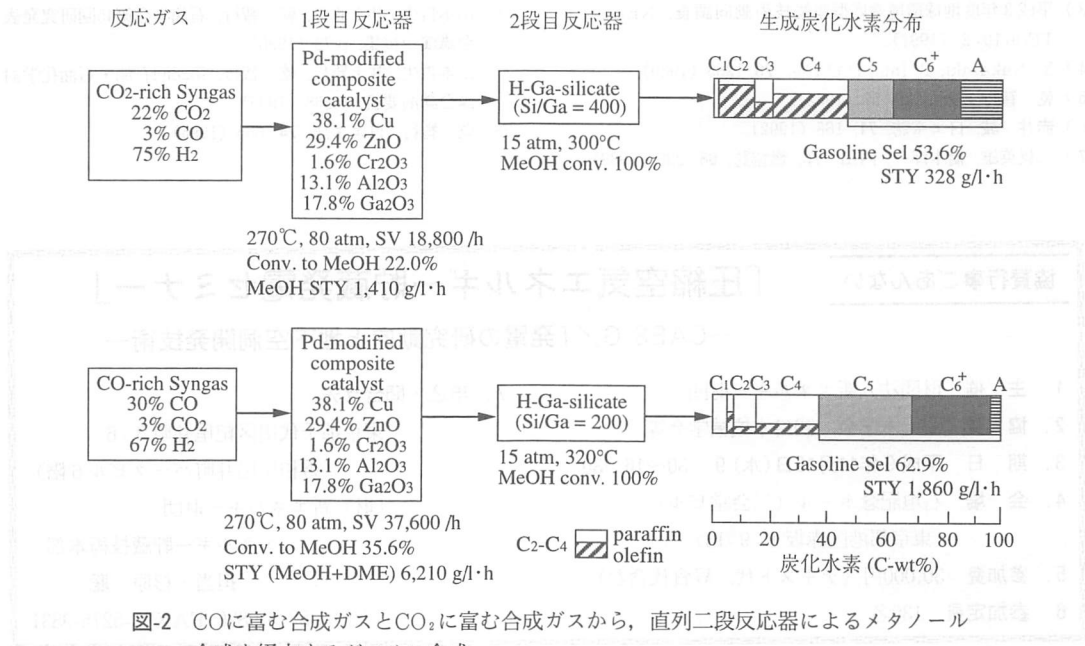 反応ガス
1段目反応器
2段目反応器
生成炭化水素分布
CO2-rich Syngas
22% CO2
3% CO
75% H2
Pd-modified
composite
catalyst
38.1% Cu
29.4% ZnO
1.6% Cr2O3
13.1% Al2O3
17.8% Ga2O3
270℃, 80 atm, SV 18,800 /h
Conv. to MeOH 22.0%
MeOH STY 1,410 g/l·h
H-Ga-silicate
(Si/Ga = 400)
15 atm, 300°C
MeOH conv. 100%
C1C2 C3 C4 C5 C6+ A
Gasoline Sel 53.6%
STY 328 g/l·h
CO-rich Syngas
30% CO
3% CO2
67% H2
Pd-modified
composite
catalyst
38.1% Cu
29.4% ZnO
1.6% Cr2O3
13.1% Al2O3
17.8% Ga2O3
270℃, 80 atm, SV 37,600 /h
Conv. to MeOH 35.6%
STY (MeOH+DME) 6,210 g/l·h
H-Ga-silicate
(Si/Ga = 200)
15 atm, 320°C
MeOH conv. 100%
C1C2C3 C4 C5 C6+ A
Gasoline Sel 62.9%
STY 1,860 g/l·h
C2-C4 paraffin
olefin
0 20 40 60 80 100
炭化水素 (C-wt%)
図-2 COに富む合成ガスとCO₂に富む合成ガスから，直列二段反応器によるメタノール